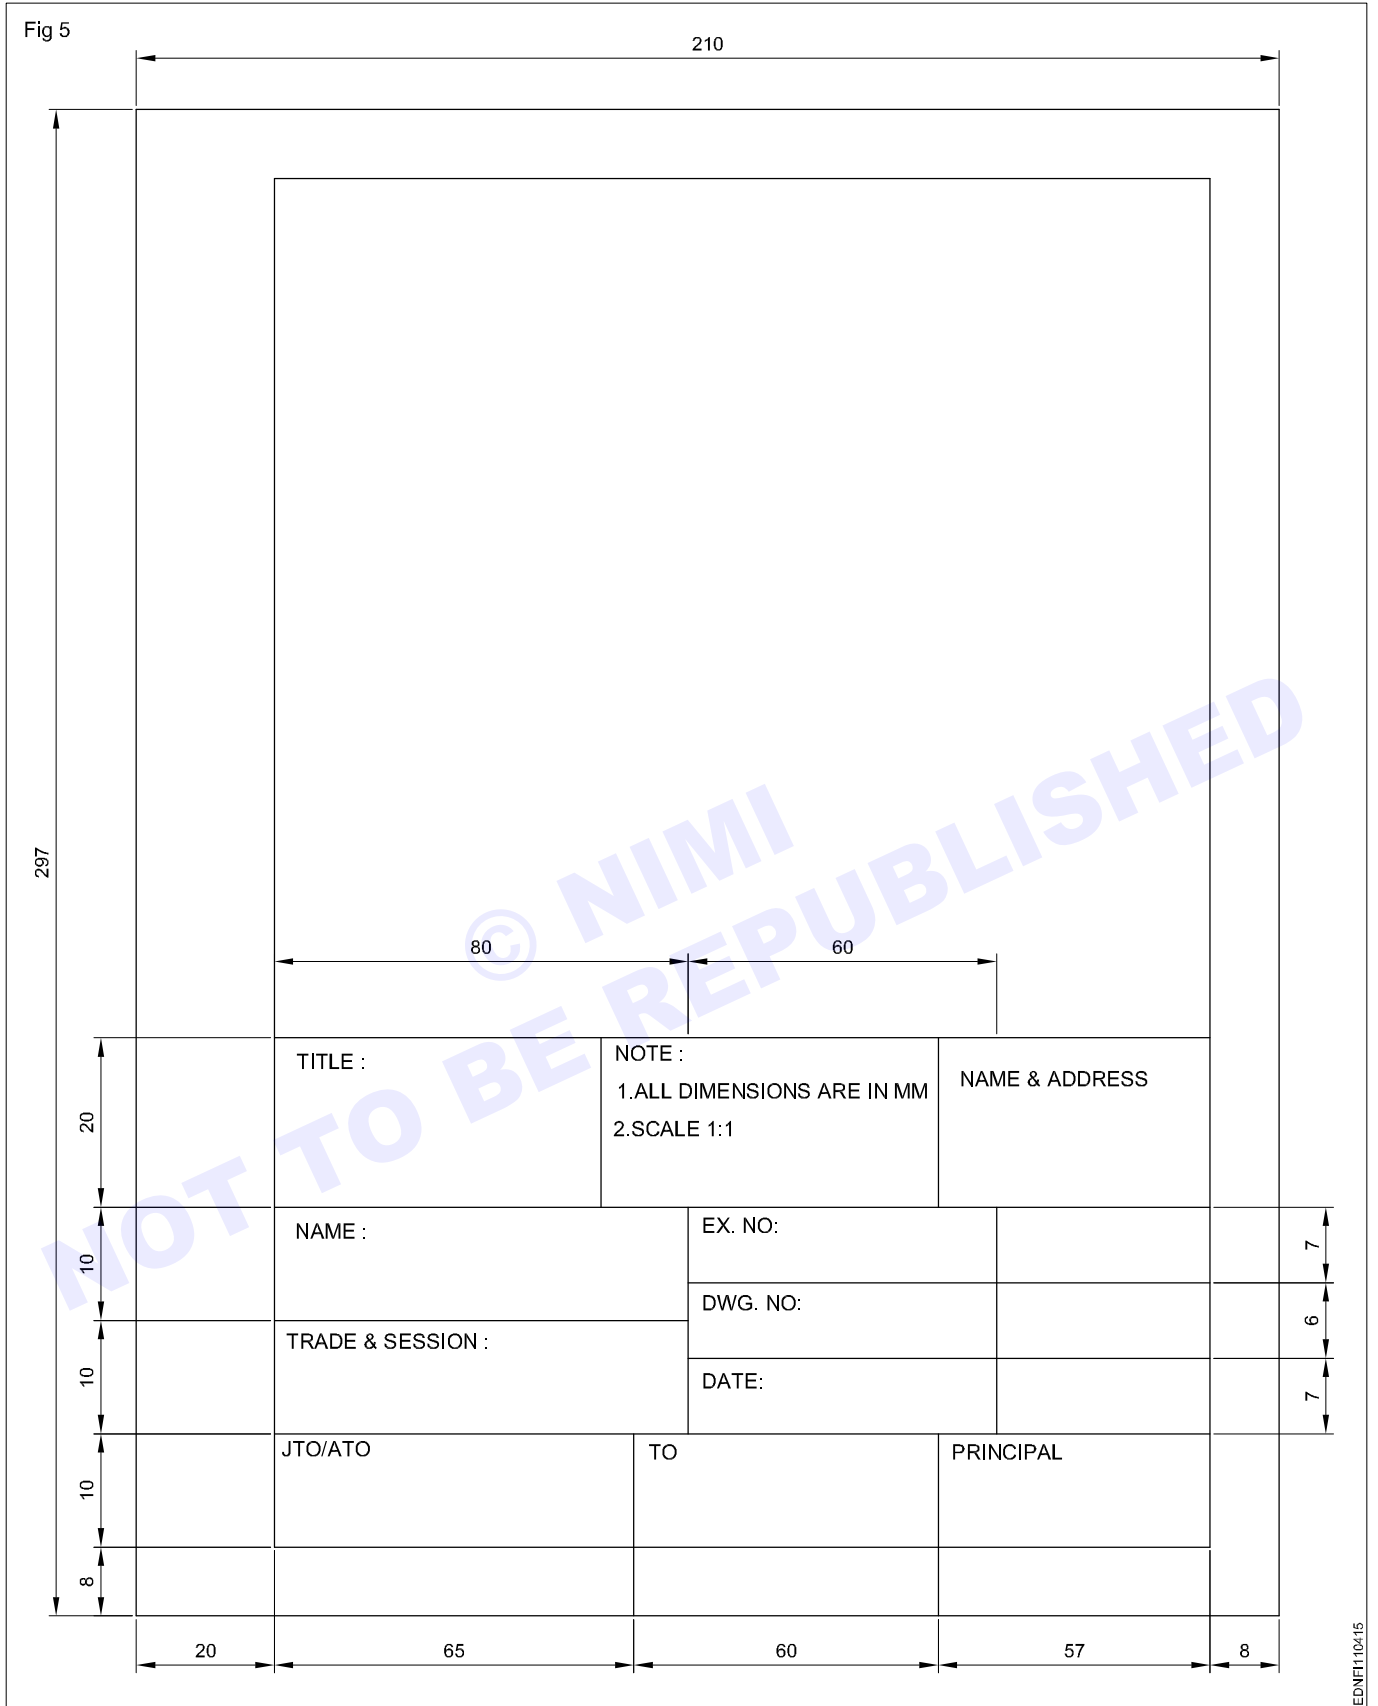 Fig 5
210
297
80
60
TITLE :
NOTE :
1.ALL DIMENSIONS ARE IN MM
2.SCALE 1:1
NAME & ADDRESS
20
NAME :
EX. NO:
10
7
DWG. NO:
6
TRADE & SESSION :
10
DATE:
7
JTO/ATO
TO
PRINCIPAL
10
8
20
65
60
57
8
EDNFI110415
© NIMI
NOT TO BE REPUBLISHED